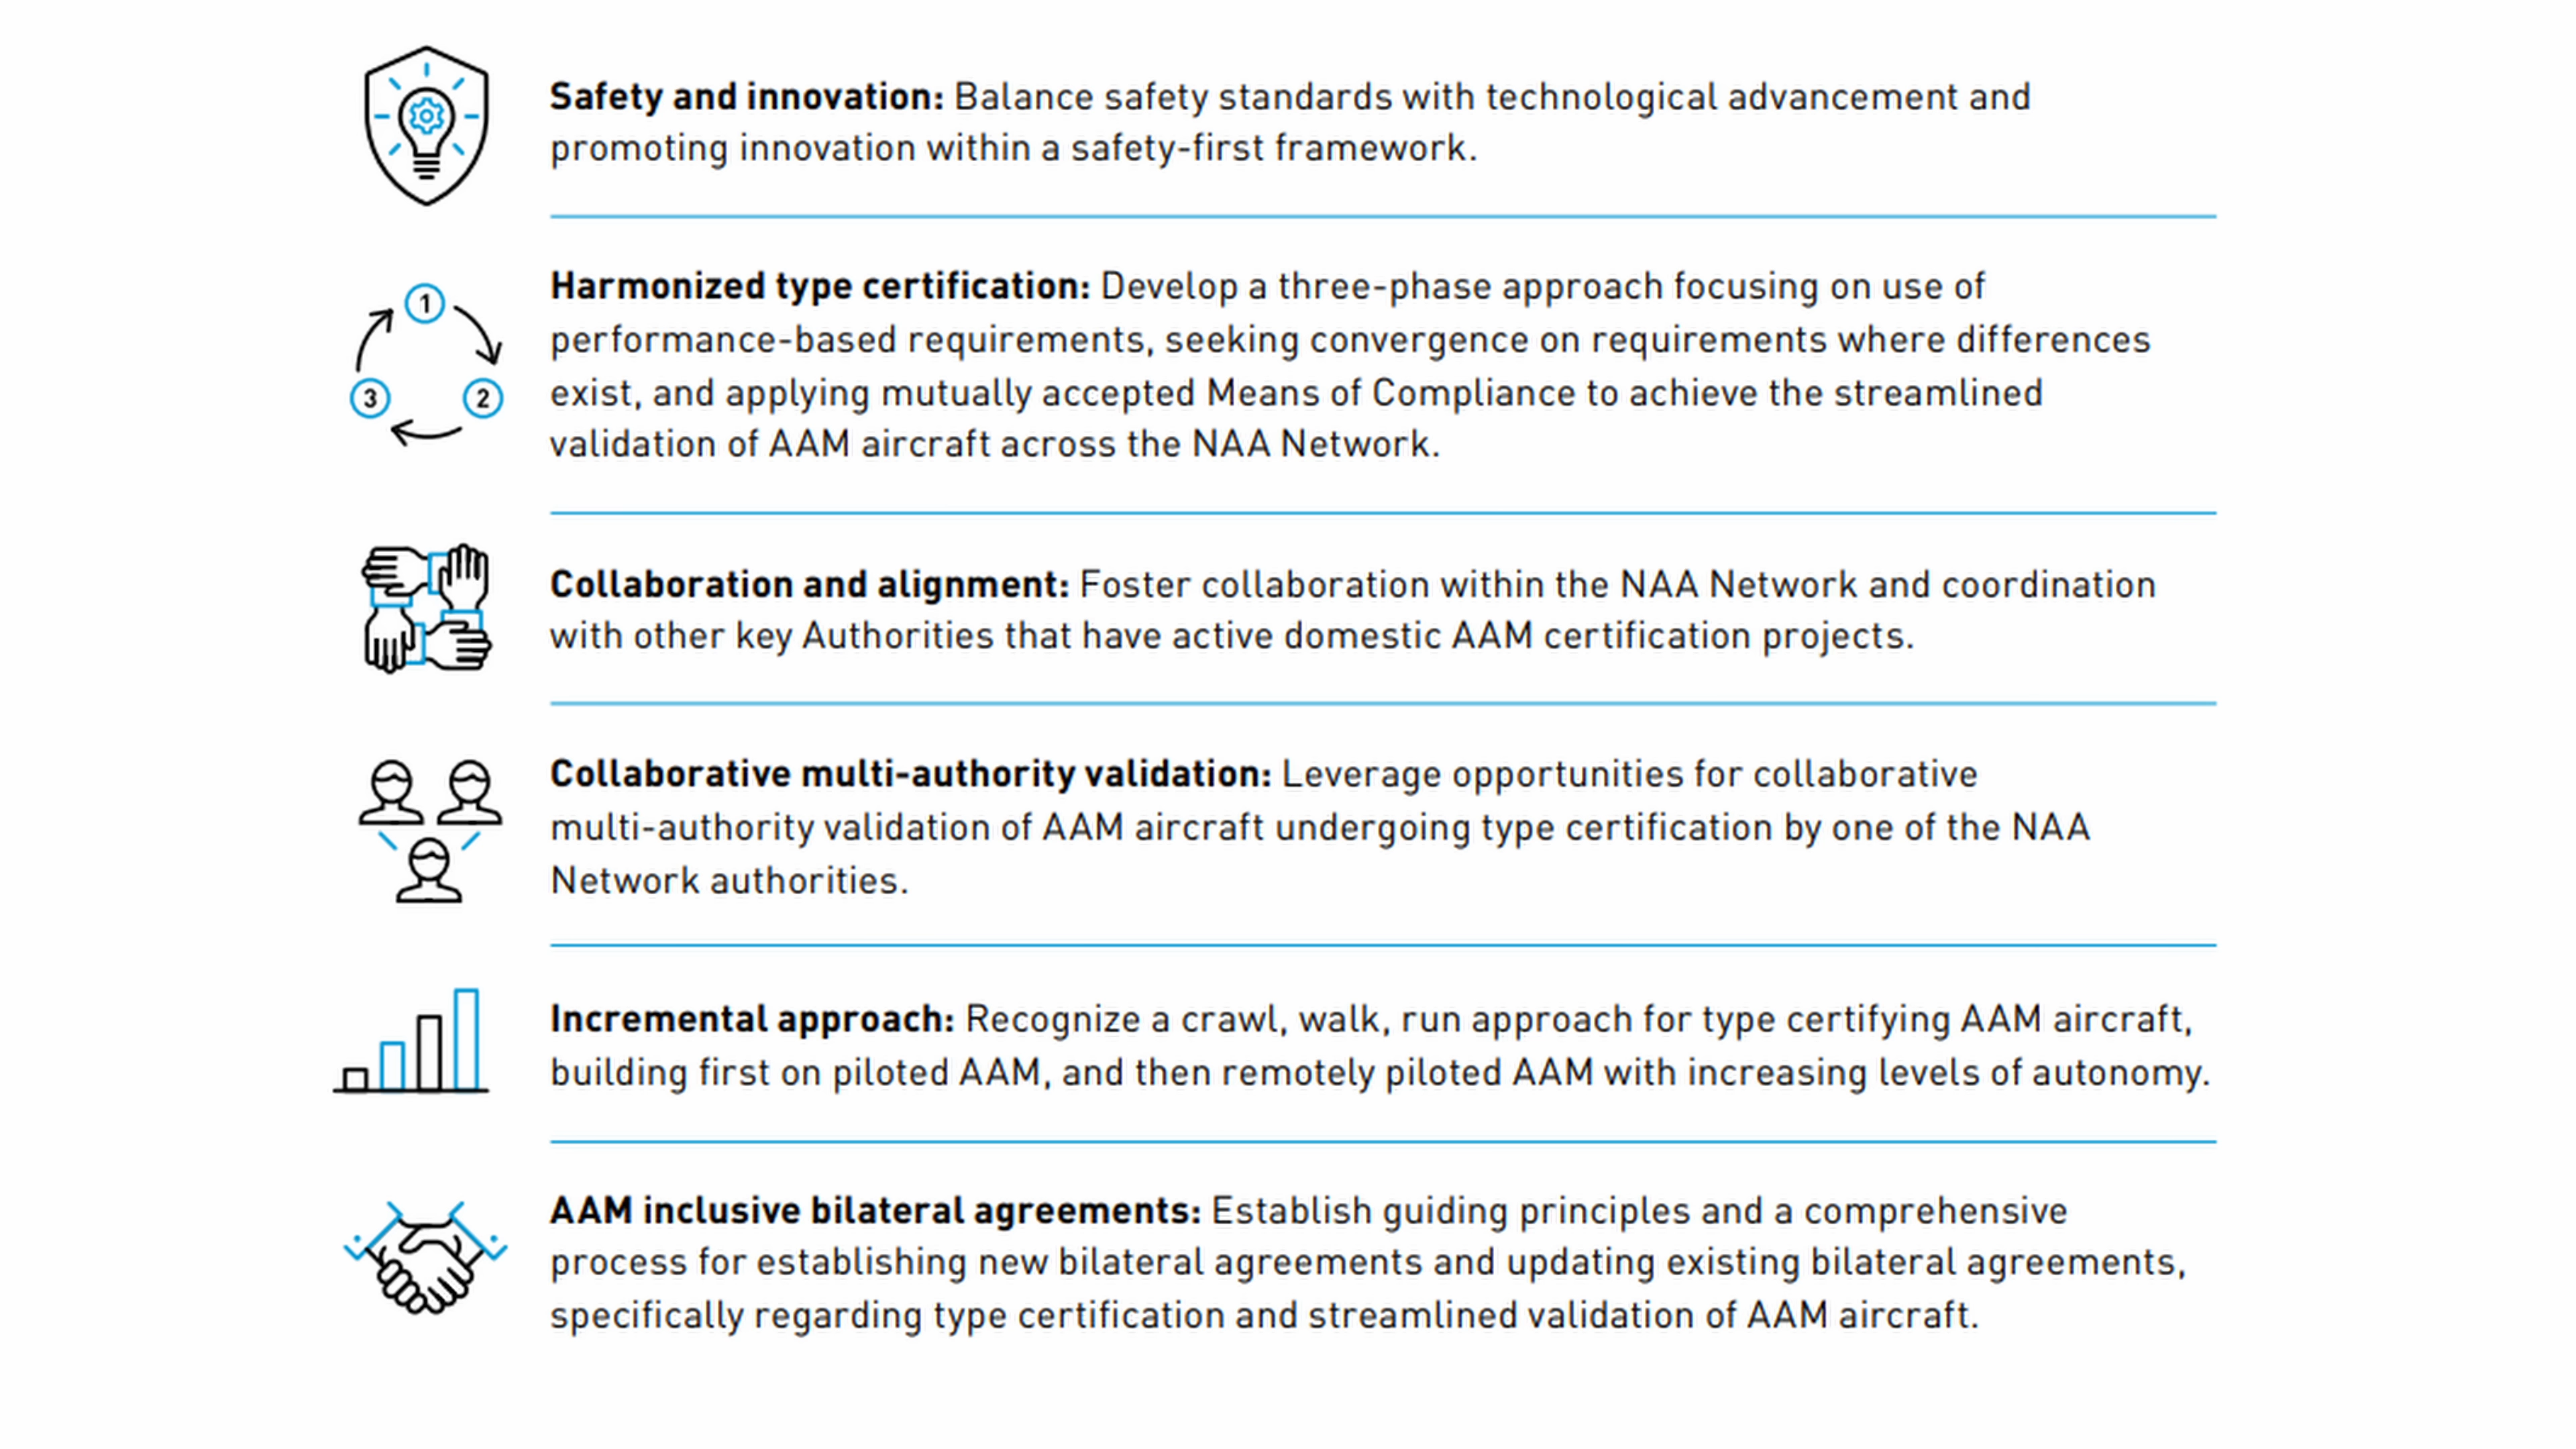 Safety and innovation: Balance safety standards with technological advancement and
promoting innovation within a safety-first framework.
Harmonized type certification: Develop a three-phase approach focusing on use of
performance-based requirements, seeking convergence on requirements where differences
exist, and applying mutually accepted Means of Compliance to achieve the streamlined
validation of AAM aircraft across the NAA Network.
1
2
3
Collaboration and alignment: Foster collaboration within the NAA Network and coordination
with other key Authorities that have active domestic AAM certification projects.
Collaborative multi-authority validation: Leverage opportunities for collaborative
multi-authority validation of AAM aircraft undergoing type certification by one of the NAA
Network authorities.
Incremental approach: Recognize a crawl, walk, run approach for type certifying AAM aircraft,
building first on piloted AAM, and then remotely piloted AAM with increasing levels of autonomy.
AAM inclusive bilateral agreements: Establish guiding principles and a comprehensive
process for establishing new bilateral agreements and updating existing bilateral agreements,
specifically regarding type certification and streamlined validation of AAM aircraft.